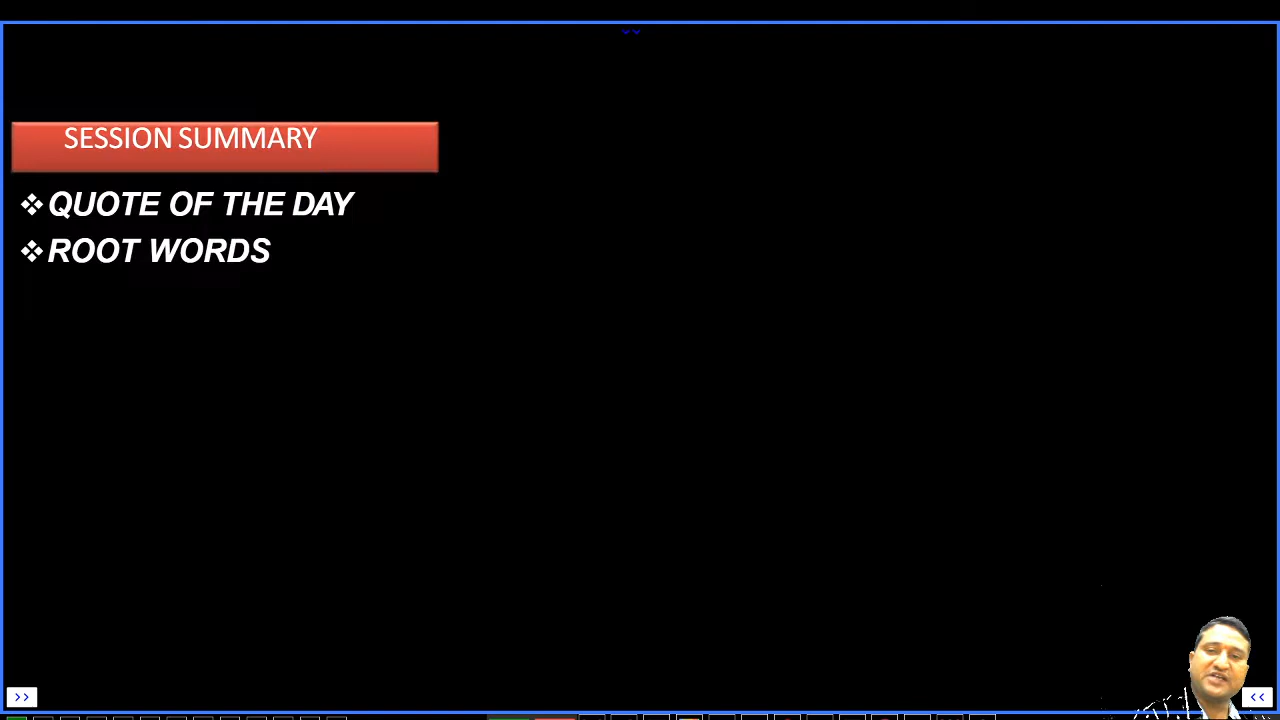 SESSION SUMMARY
❖QUOTE OF THE DAY
❖ROOT WORDS
>> <<